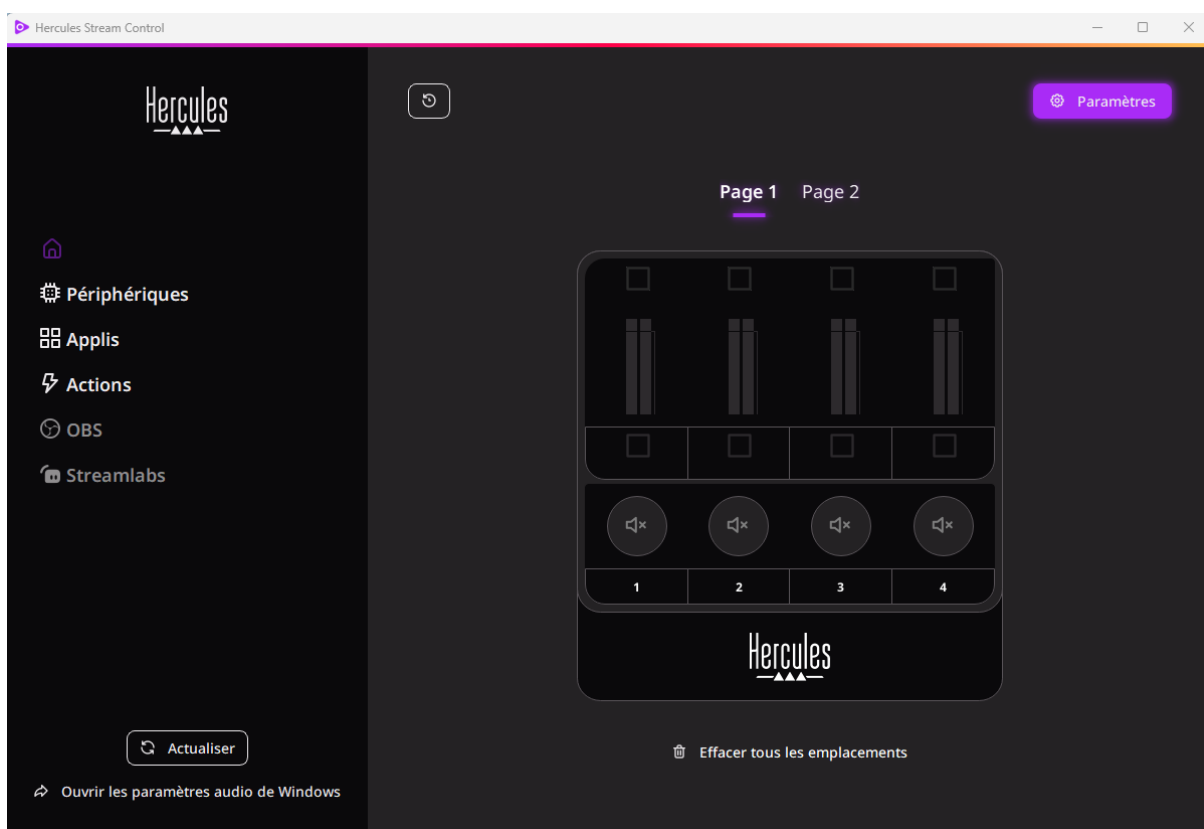 Hercules Stream Control
Hercules
Paramètres
Page 1 Page 2
Périphériques
Applis
Actions
OBS
Streamlabs
1 2 3 4
Hercules
Actualiser
Effacer tous les emplacements
Ouvrir les paramètres audio de Windows